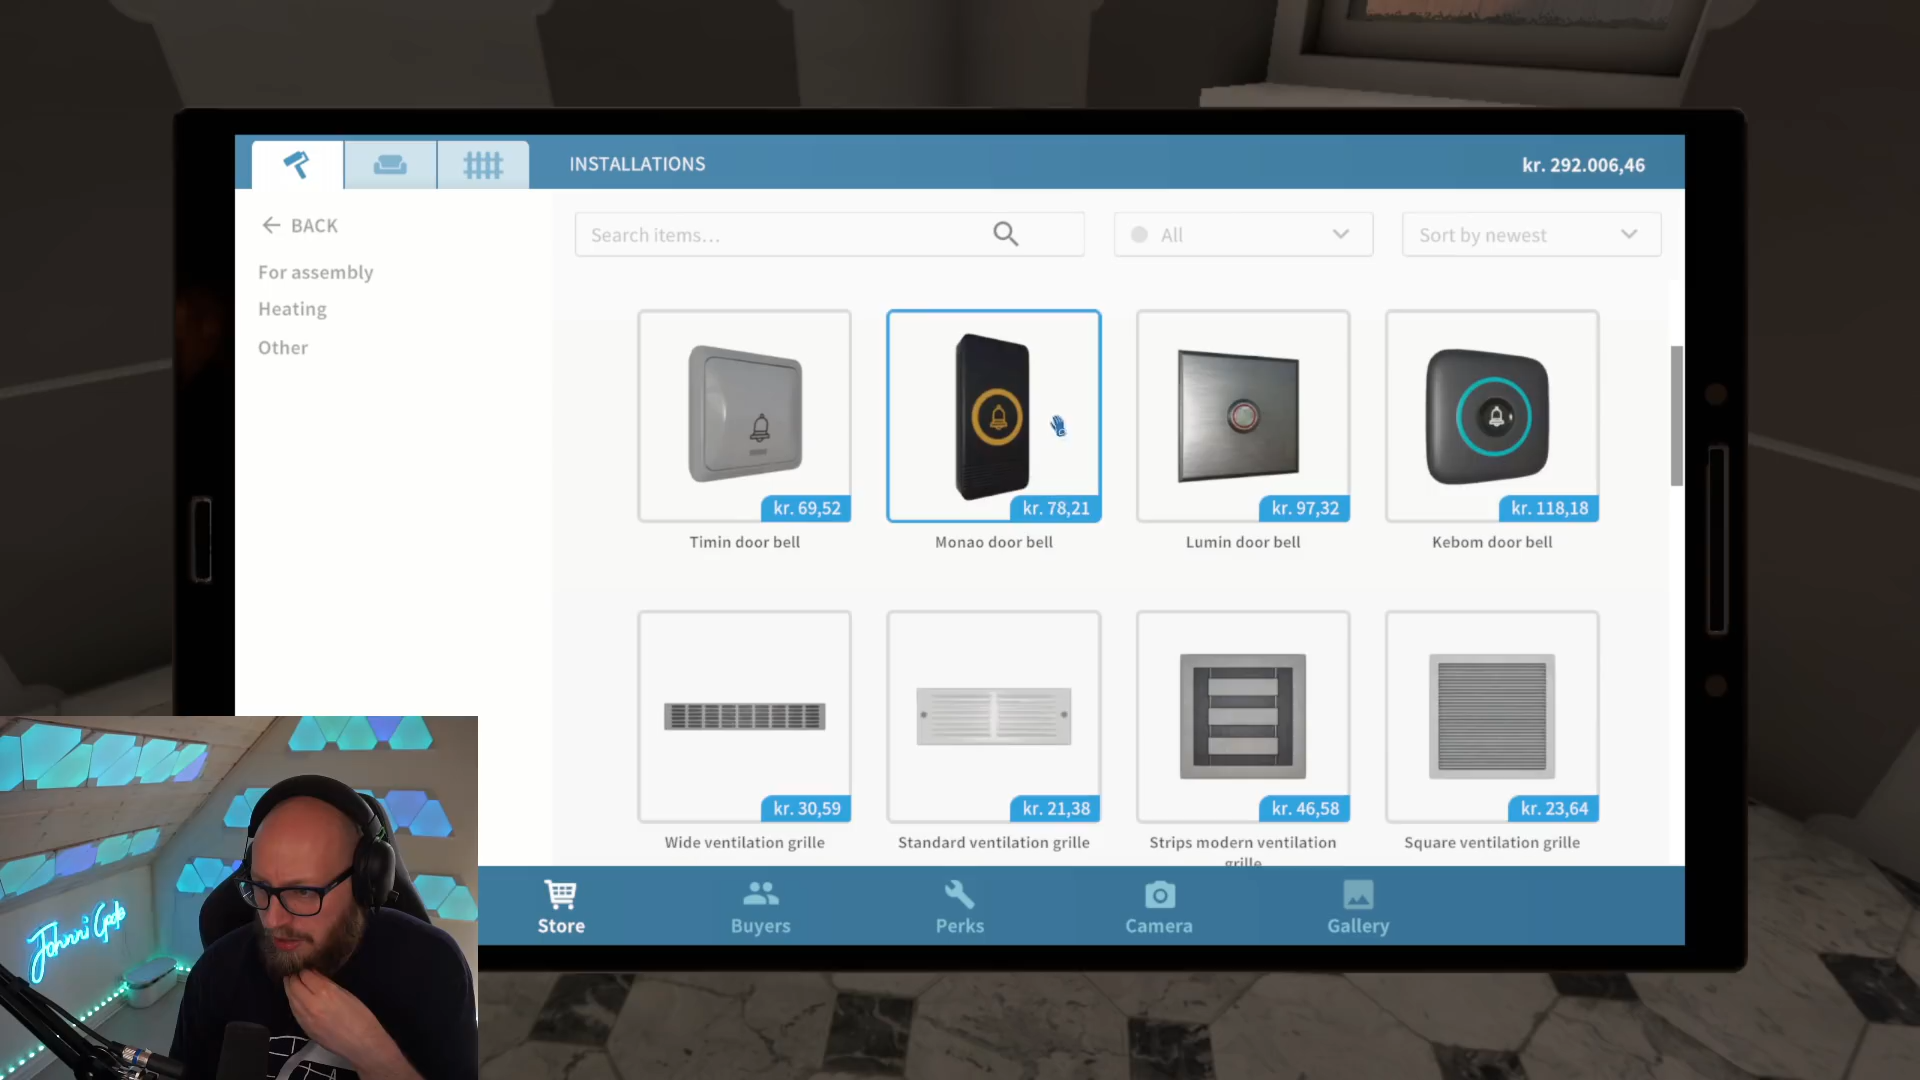 INSTALLATIONS
kr. 292.006,46
BACK
Search items...
All
Sort by newest
For assembly
Heating
Other
kr. 69,52
kr. 78,21
kr. 97,32
kr. 118,18
Timin door bell
Monao door bell
Lumin door bell
Kebom door bell
kr. 30,59
kr. 21,38
kr. 46,58
kr. 23,64
Wide ventilation grille
Standard ventilation grille
Strips modern ventilation
grille
Square ventilation grille
Store
Buyers
Perks
Camera
Gallery
Johnni Gade